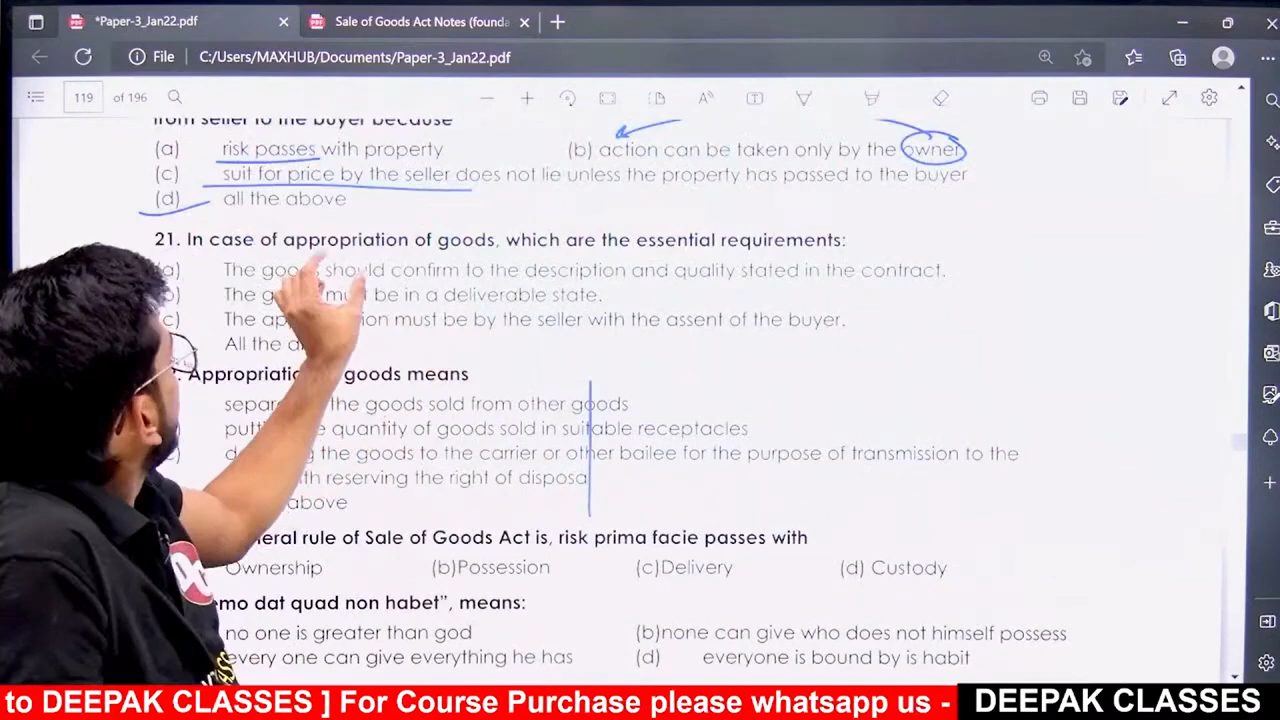 *Paper-3_Jan22.pdf
Sale of Goods Act Notes (founda
File C:/Users/MAXHUB/Documents/Paper-3_Jan22.pdf
119 of 196
from seller to the buyer because
(a) risk passes with property (b) action can be taken only by the owner
(c) suit for price by the seller does not lie unless the property has passed to the buyer
(d) all the above
21. In case of appropriation of goods, which are the essential requirements:
The goods should confirm to the description and quality stated in the contract.
The must be in a deliverable state.
The must be by the seller with the assent of the buyer.
All the
Appropriation goods means
the goods sold from other goods
quantity of goods sold in suitable receptacles
the goods to the carrier or other bailee for the purpose of transmission to the
reserving the right of disposa
above
rule of Sale of Goods Act is, risk prima facie passes with
Ownership (b)Possession (c)Delivery (d) Custody
dat quad non habet", means:
no one is greater than god (b)none can give who does not himself possess
every one can give everything he has (d) everyone is bound by is habit
to DEEPAK CLASSES ] For Course Purchase please whatsapp us - DEEPAK CLASSES